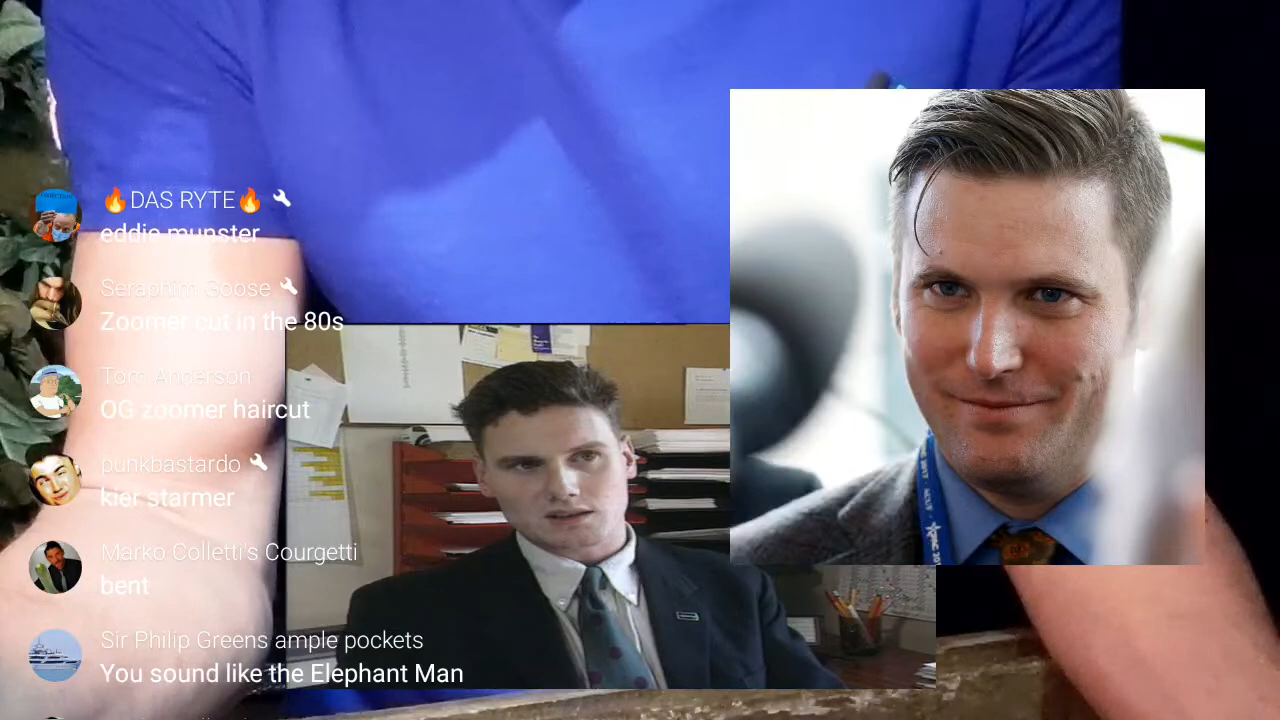 🔥DAS RYTE🔥
eddie munster
Seraphim Goose
Zoomer cut in the 80s
Tom Anderson
OG zoomer haircut
punkbastardo
kier starmer
Marko Colletti's Courgetti
bent
Sir Philip Greens ample pockets
You sound like the Elephant Man